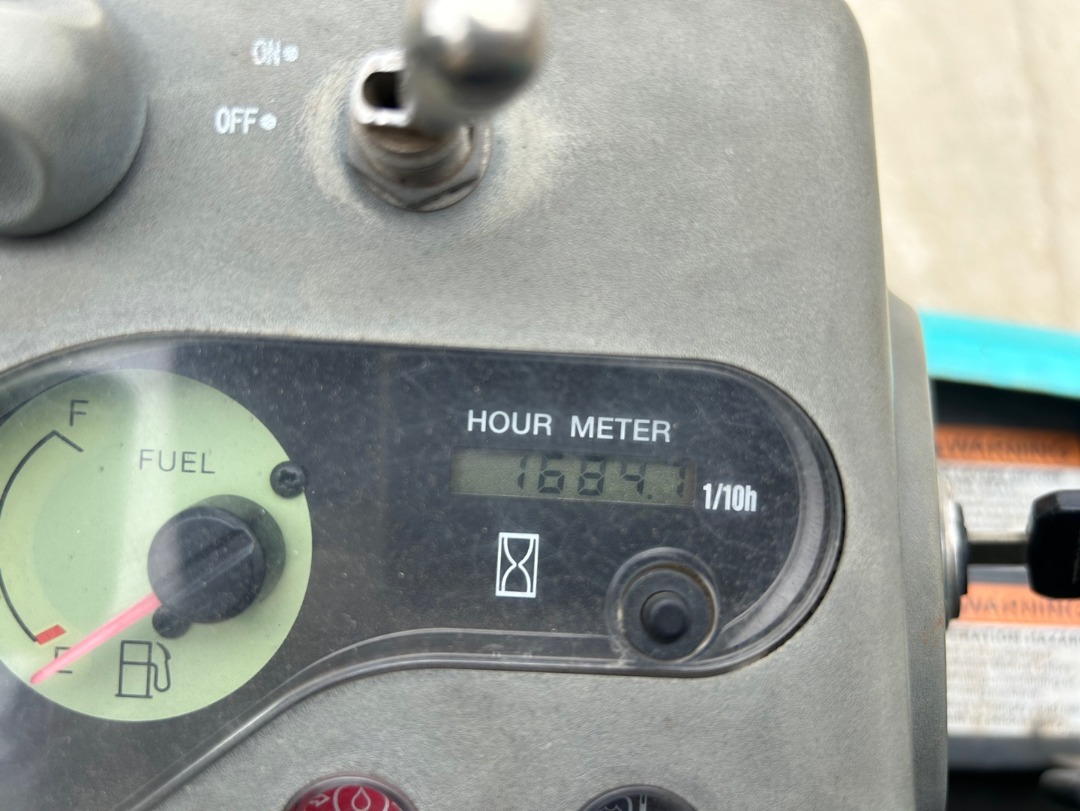 ON
OFF
F
FUEL
E
HOUR METER
1684.1
1/10h
WARNING
WARNING